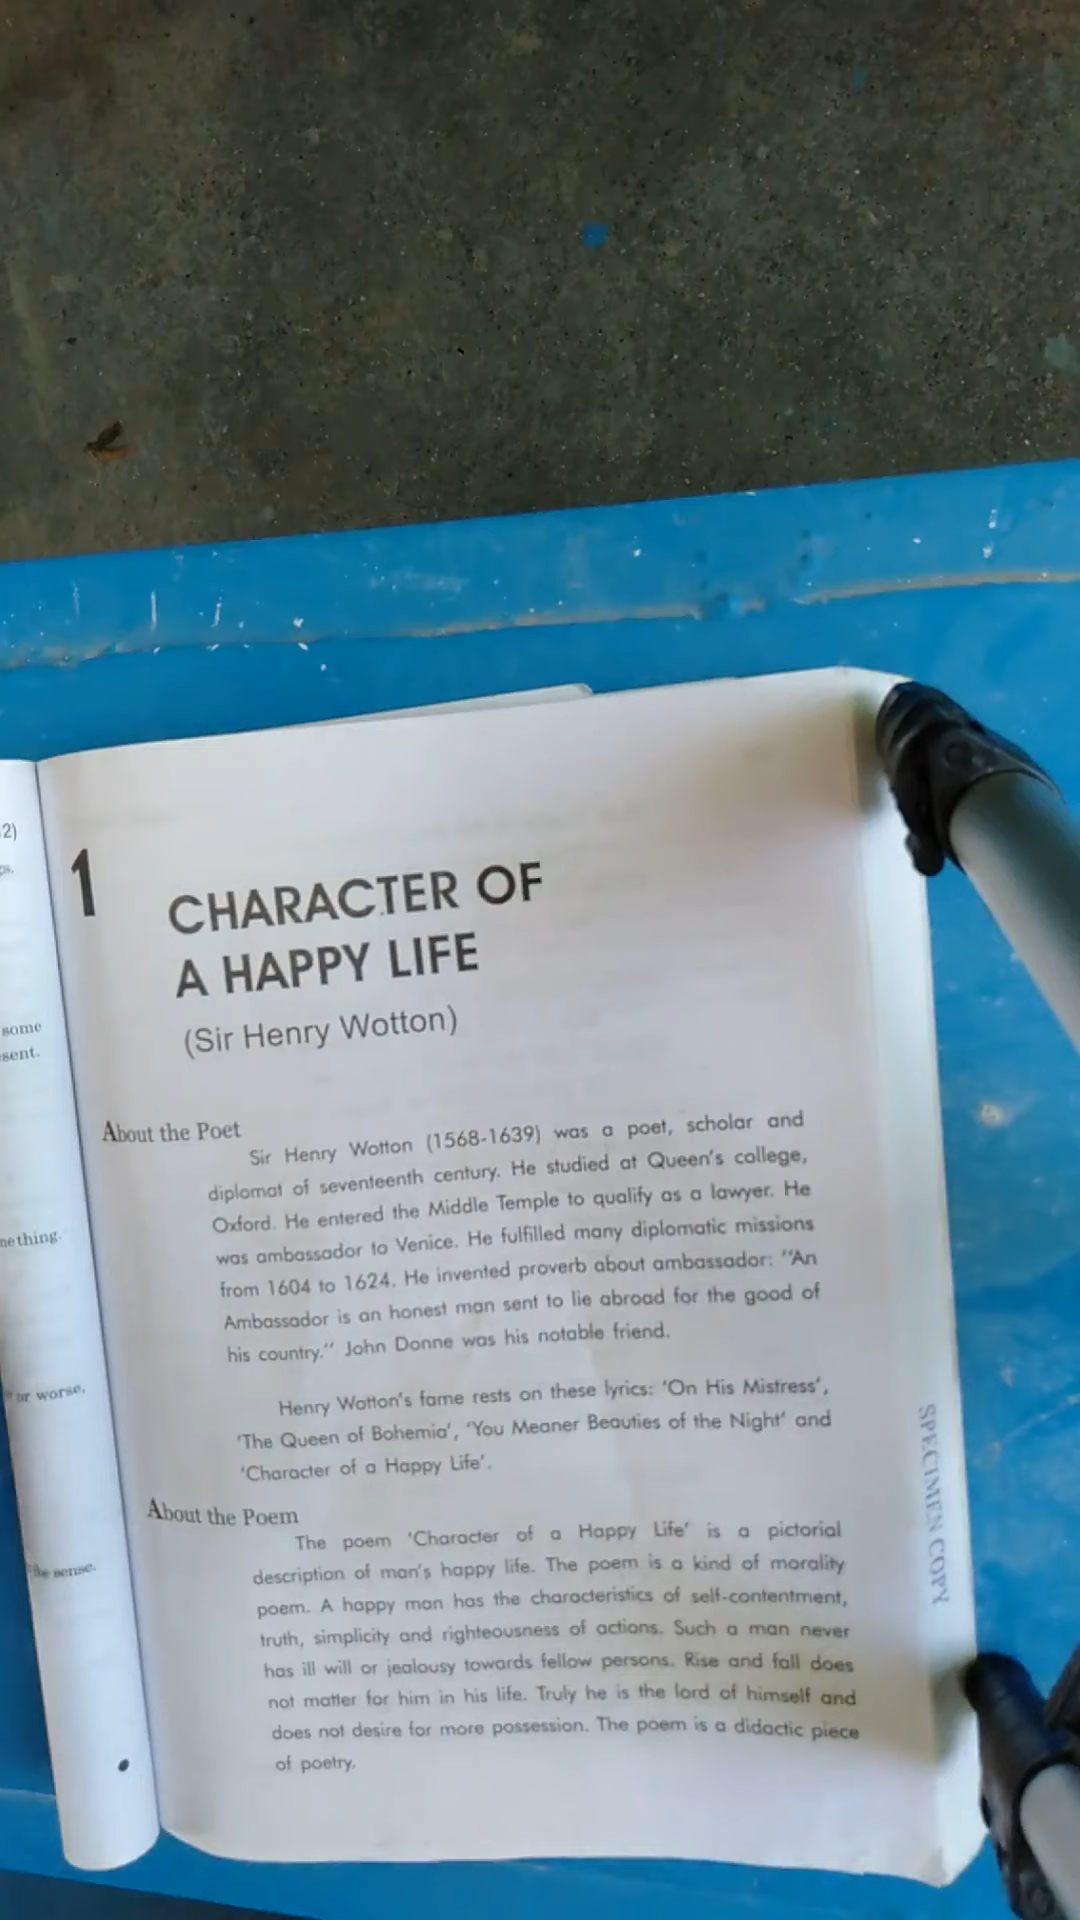 2)
some
sent.
mething.
or worse.
the sense.
1
CHARACTER OF
A HAPPY LIFE
(Sir Henry Wotton)
About the Poet
Sir Henry Wotton (1568-1639) was a poet, scholar and
diplomat of seventeenth century. He studied at Queen's college,
Oxford. He entered the Middle Temple to qualify as a lawyer. He
was ambassador to Venice. He fulfilled many diplomatic missions
from 1604 to 1624. He invented proverb about ambassador: "An
Ambassador is an honest man sent to lie abroad for the good of
his country." John Donne was his notable friend.
Henry Wotton's fame rests on these lyrics: 'On His Mistress',
'The Queen of Bohemia', 'You Meaner Beauties of the Night' and
'Character of a Happy Life'.
About the Poem
The poem 'Character of a Happy Life' is a pictorial
description of man's happy life. The poem is a kind of morality
poem. A happy man has the characteristics of self-contentment,
truth, simplicity and righteousness of actions. Such a man never
has ill will or jealousy towards fellow persons. Rise and fall does
not matter for him in his life. Truly he is the lord of himself and
does not desire for more possession. The poem is a didactic piece
of poetry.
SPECIMEN COPY